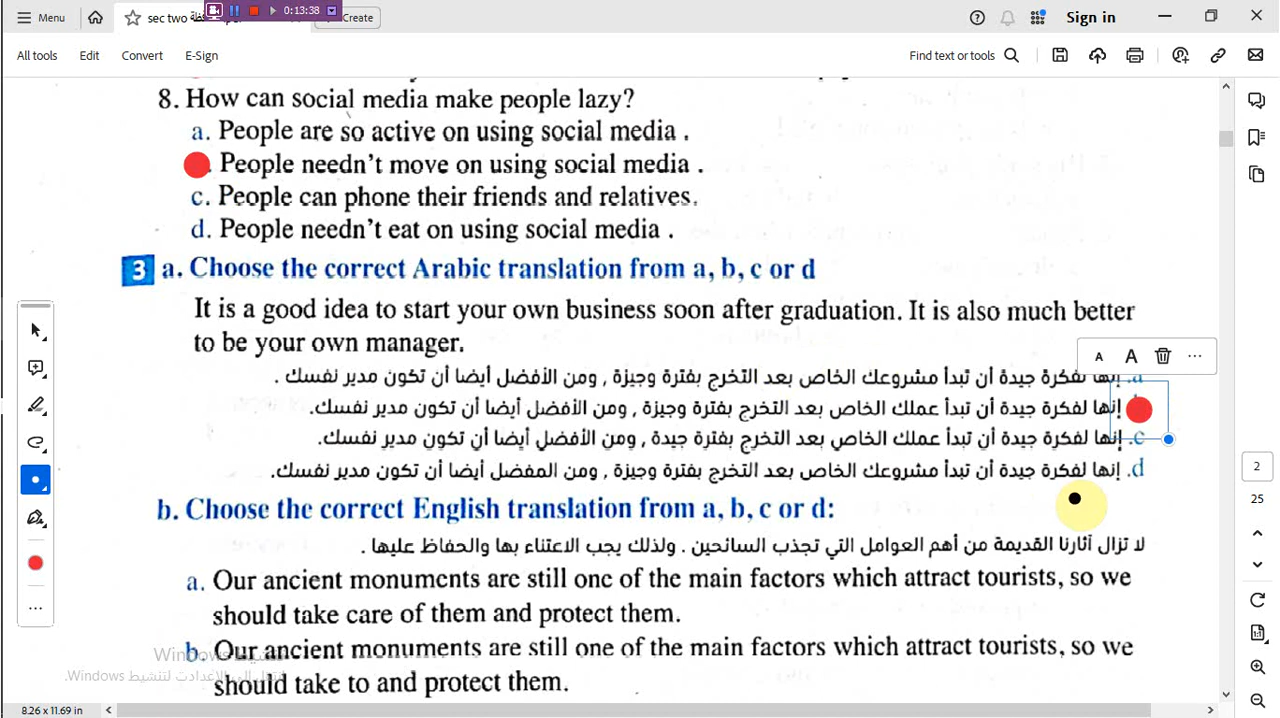 Menu
sec two
0:13:38
Create
Sign in
All tools
Edit
Convert
E-Sign
Find text or tools
8. How can social media make people lazy?
a. People are so active on using social media .
People needn't move on using social media .
c. People can phone their friends and relatives.
d. People needn't eat on using social media .
3 a. Choose the correct Arabic translation from a, b, c or d
It is a good idea to start your own business soon after graduation. It is also much better
to be your own manager.
A A
a. إنها لفكرة جيدة أن تبدأ مشروعك الخاص بعد التخرج بفترة وجيزة , ومن الأفضل أيضا أن تكون مدير نفسك .
إنها لفكرة جيدة أن تبدأ عملك الخاص بعد التخرج بفترة وجيزة , ومن الأفضل أيضا أن تكون مدير نفسك.
c. إنها لفكرة جيدة أن تبدأ عملك الخاص بعد التخرج بفترة جيدة , ومن الأفضل أيضا أن تكون مدير نفسك.
d. إنها لفكرة جيدة أن تبدأ مشروعك الخاص بعد التخرج بفترة وجيزة , ومن المفضل أيضا أن تكون مدير نفسك.
b. Choose the correct English translation from a, b, c or d:
لا تزال آثارنا القديمة من أهم العوامل التي تجذب السائحين . ولذلك يجب الاعتناء بها والحفاظ عليها .
a. Our ancient monuments are still one of the main factors which attract tourists, so we
should take care of them and protect them.
b. Our ancient monuments are still one of the main factors which attract tourists, so we
should take to and protect them.
تنشيط Windows
انتقل إلى الإعدادات لتنشيط Windows.
2
25
8.26 x 11.69 in